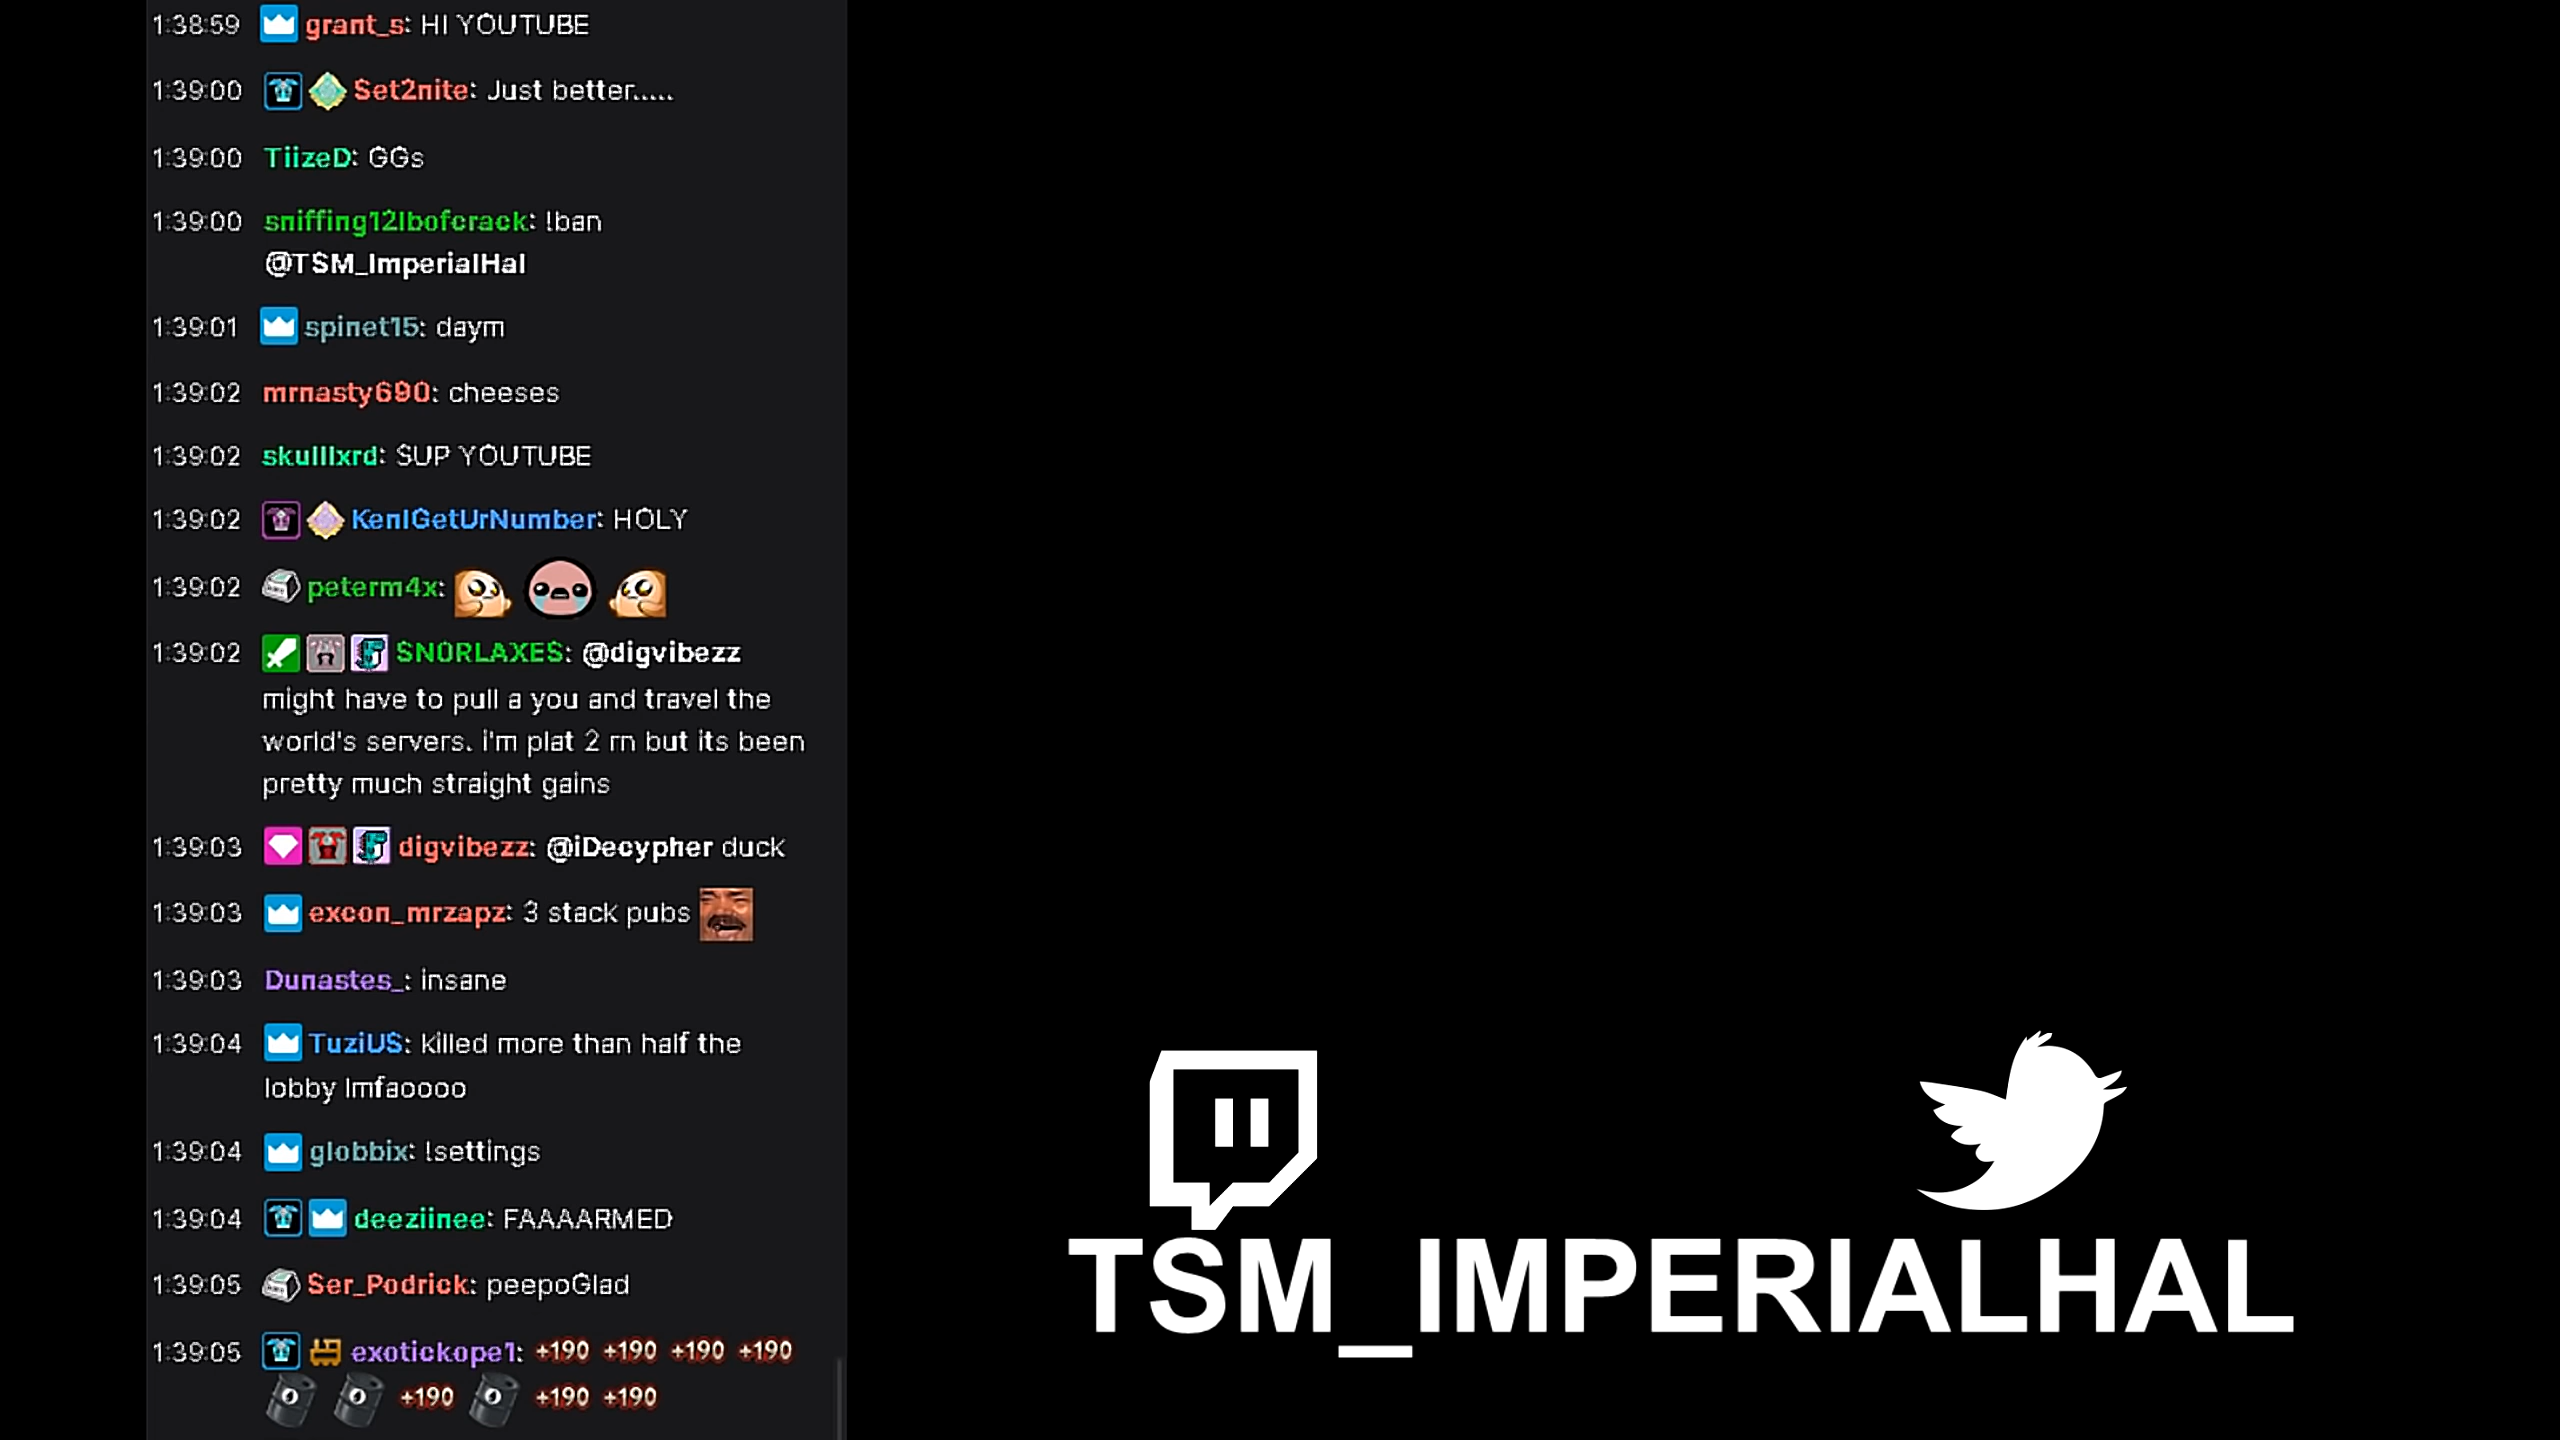 1:38:59 grant_s: HI YOUTUBE
1:39:00 Set2nite: Just better.....
1:39:00 TiizeD: GGs
1:39:00 sniffing12lbofcrack: !ban
@TSM_ImperialHal
1:39:01 spinet15: daym
1:39:02 mrnasty690: cheeses
1:39:02 skulllxrd: SUP YOUTUBE
1:39:02 KenIGetUrNumber: HOLY
1:39:02 peterm4x:
1:39:02 SN0RLAXES: @digvibezz
might have to pull a you and travel the
world's servers. i'm plat 2 rn but its been
pretty much straight gains
1:39:03 digvibezz: @iDecypher duck
1:39:03 excon_mrzapz: 3 stack pubs
1:39:03 Dunastes_: insane
1:39:04 TuziUS: killed more than half the
lobby lmfaoooo
1:39:04 globbix: !settings
1:39:04 deeziinee: FAAAARMED
1:39:05 Ser_Podrick: peepoGlad
1:39:05 exotickope1: +190 +190 +190 +190
+190 +190 +190
TSM_IMPERIALHAL